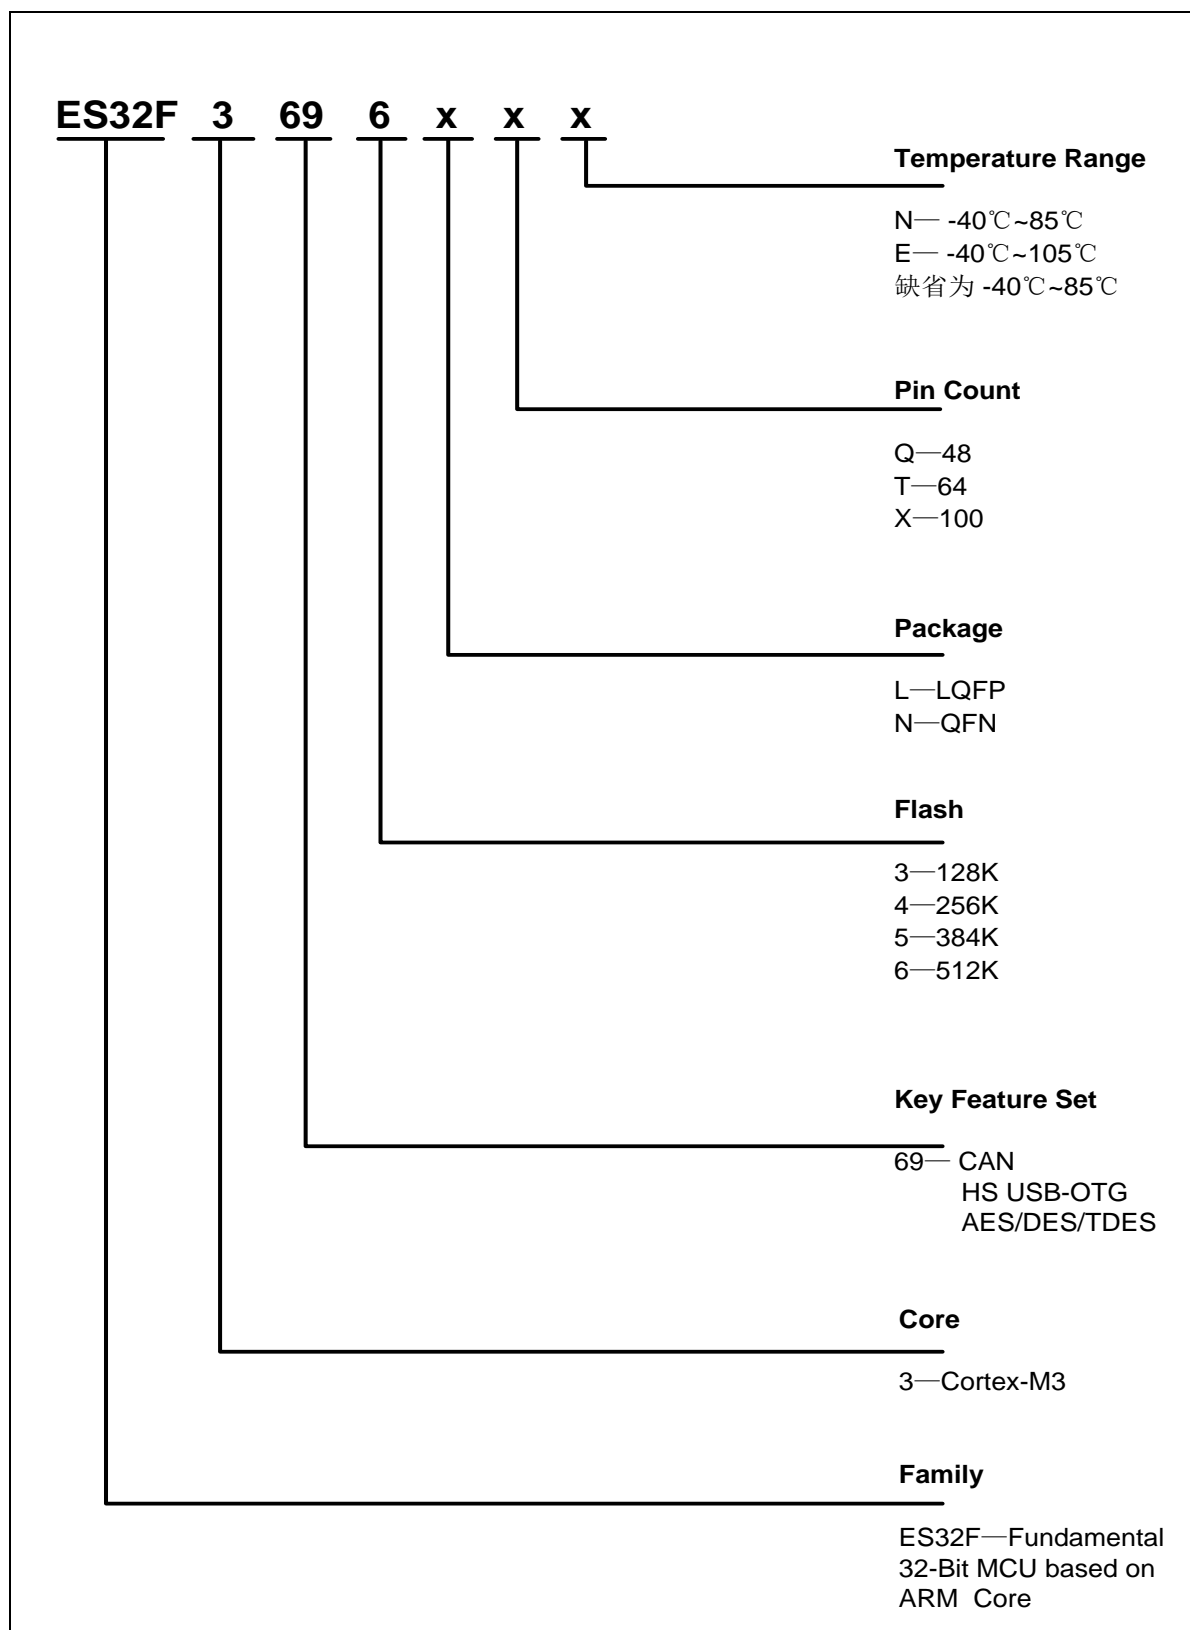 ES32F 3 69 6 x x x
Temperature Range
N— -40℃~85℃
E— -40℃~105℃
缺省为 -40℃~85℃
Pin Count
Q—48
T—64
X—100
Package
L—LQFP
N—QFN
Flash
3—128K
4—256K
5—384K
6—512K
Key Feature Set
69— CAN
HS USB-OTG
AES/DES/TDES
Core
3—Cortex-M3
Family
ES32F—Fundamental
32-Bit MCU based on
ARM Core